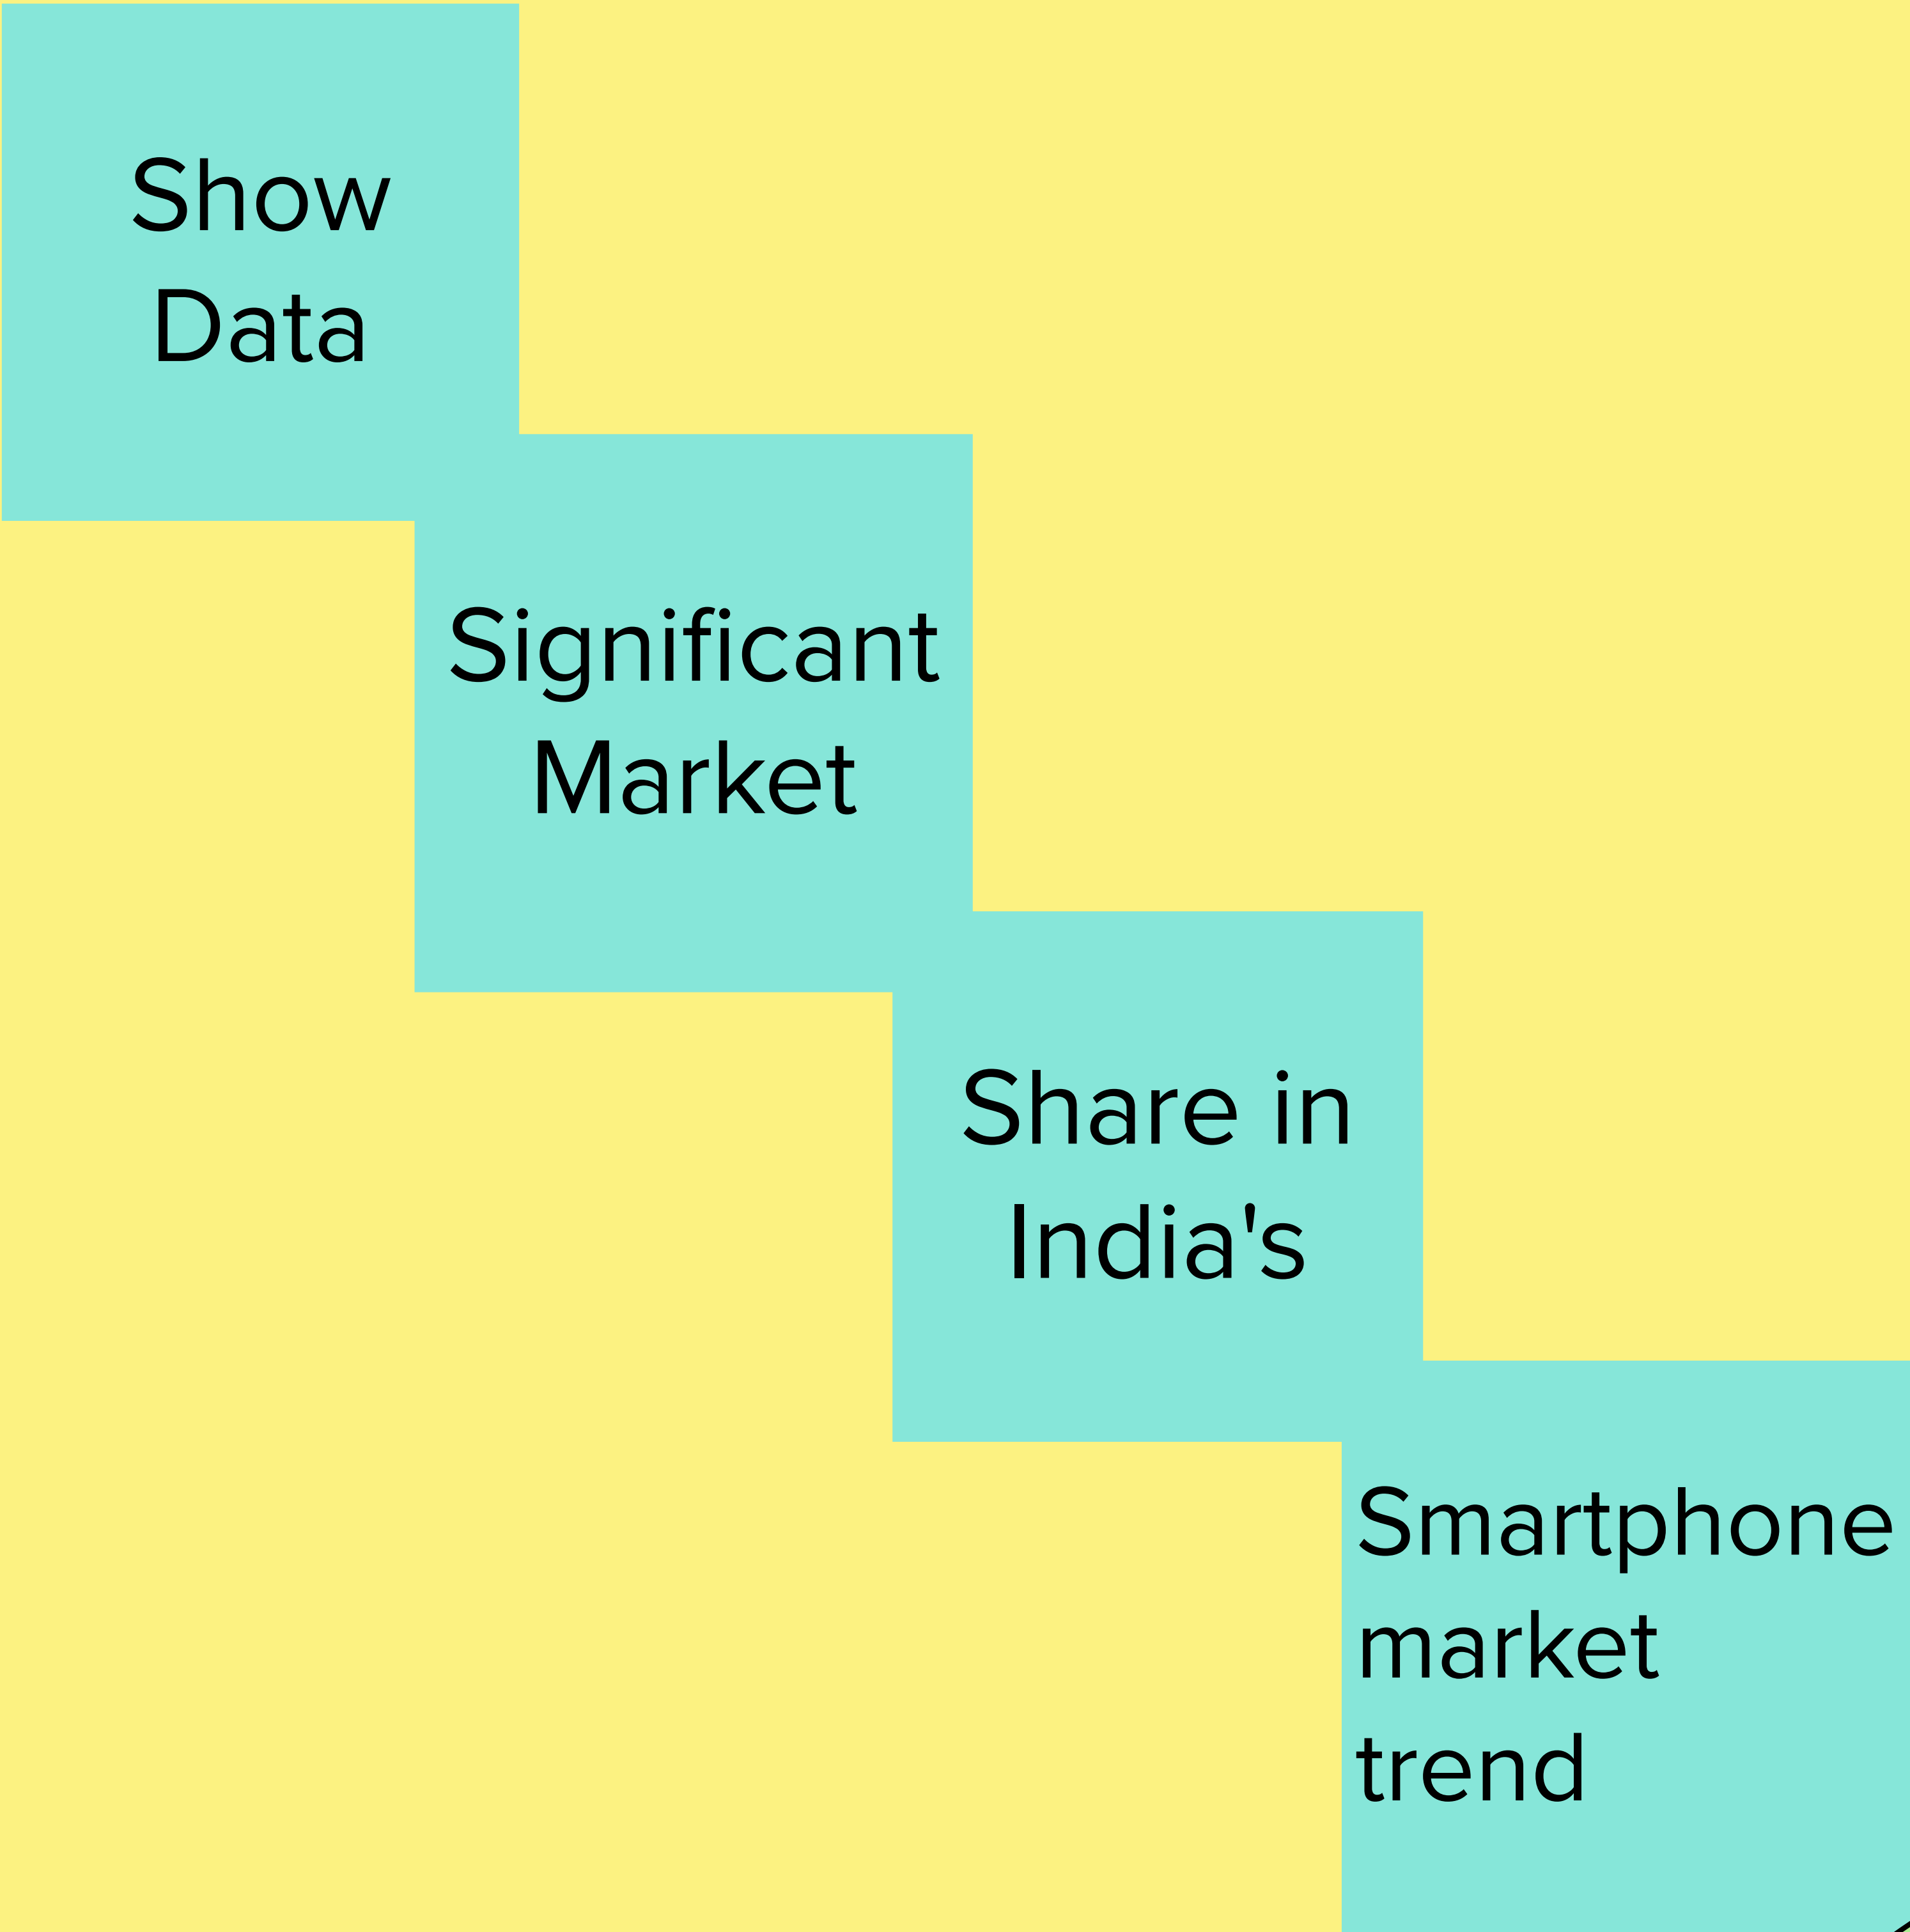 Show
Data
Significant
Market
Share in
India's
Smartphone
market
trend